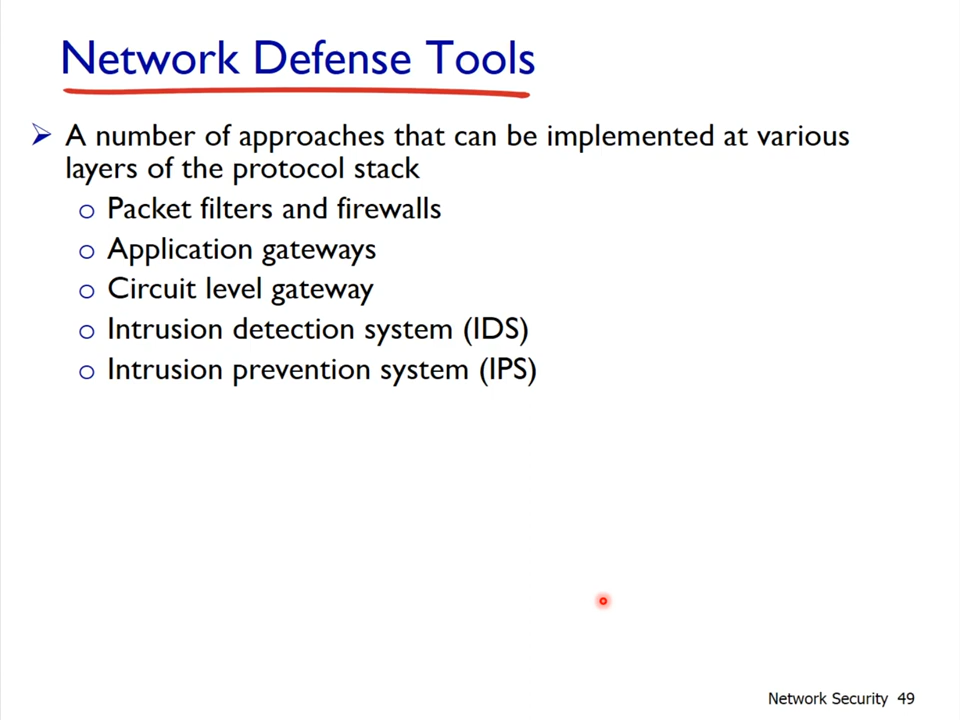 Network Defense Tools
A number of approaches that can be implemented at various
layers of the protocol stack
Packet filters and firewalls
Application gateways
Circuit level gateway
Intrusion detection system (IDS)
Intrusion prevention system (IPS)
Network Security 49